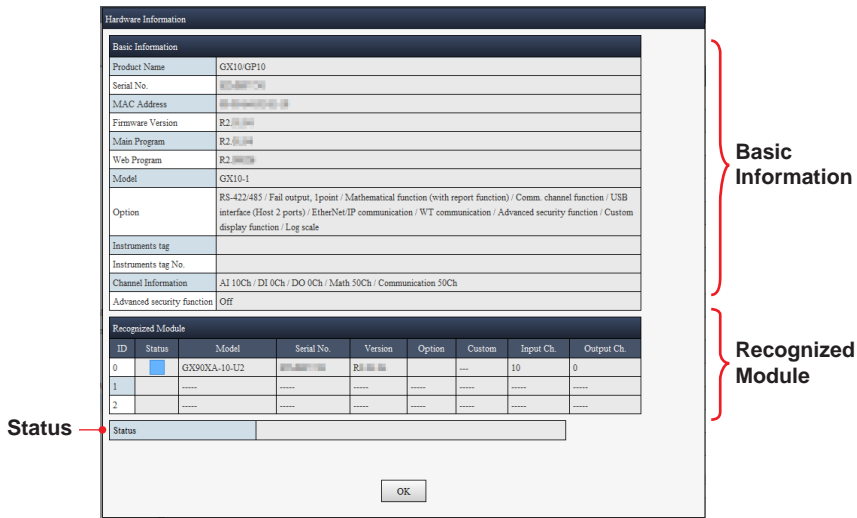 Hardware Information
Basic Information
Product Name GX10/GP10
Serial No.
MAC Address
Firmware Version R2.
Main Program R2.
Web Program R2.
Model GX10-1
Option RS-422/485 / Fail output, 1point / Mathematical function (with report function) / Comm. channel function / USB
interface (Host 2 ports) / EtherNet/IP communication / WT communication / Advanced security function / Custom
display function / Log scale
Instruments tag
Instruments tag No.
Channel Information AI 10Ch / DI 0Ch / DO 0Ch / Math 50Ch / Communication 50Ch
Advanced security function Off
Basic
Information
Recognized Module
ID Status Model Serial No. Version Option Custom Input Ch. Output Ch.
0 GX90XA-10-U2 R --- 10 0
1 ----- ----- ----- ----- ----- ----- -----
2 ----- ----- ----- ----- ----- ----- -----
Recognized
Module
Status
Status
OK